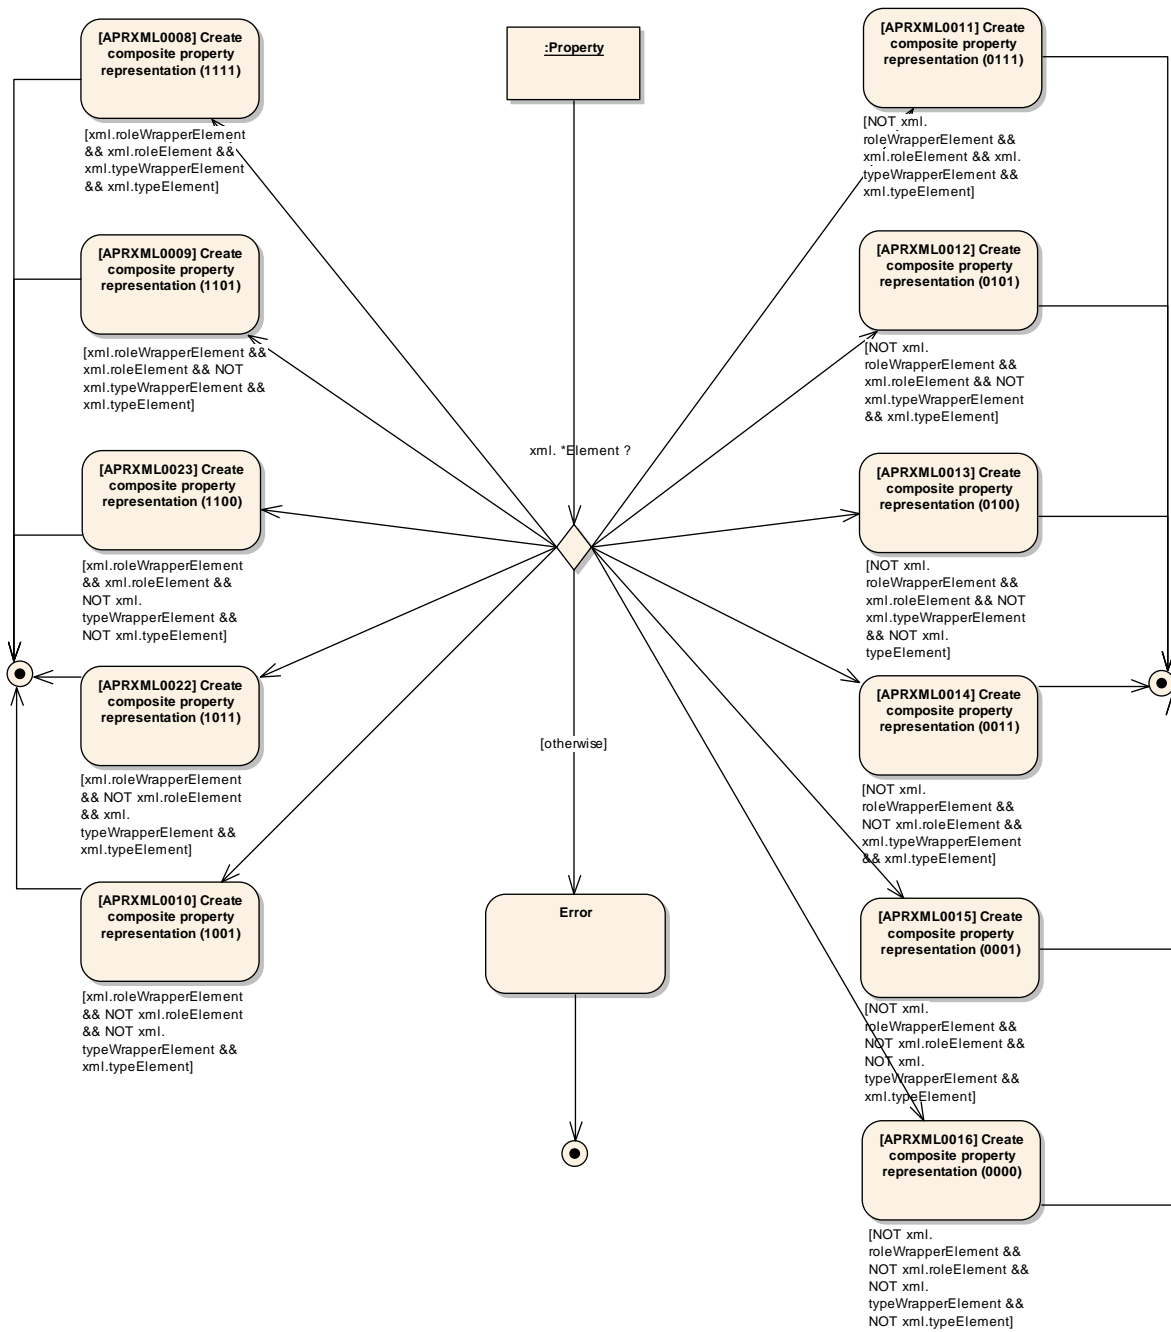 [APRXML0008] Create
composite property
representation (1111)
[xml.roleWrapperElement
&& xml.roleElement &&
xml.typeWrapperElement
&& xml.typeElement]
[APRXML0009] Create
composite property
representation (1101)
[xml.roleWrapperElement &&
xml.roleElement && NOT
xml.typeWrapperElement &&
xml.typeElement]
[APRXML0023] Create
composite property
representation (1100)
[xml.roleWrapperElement
&& xml.roleElement &&
NOT xml.
typeWrapperElement &&
NOT xml.typeElement]
[APRXML0022] Create
composite property
representation (1011)
[xml.roleWrapperElement
&& NOT xml.roleElement
&& xml.
typeWrapperElement &&
xml.typeElement]
[APRXML0010] Create
composite property
representation (1001)
[xml.roleWrapperElement
&& NOT xml.roleElement
&& NOT xml.
typeWrapperElement &&
xml.typeElement]
:Property
xml. *Element ?
[otherwise]
Error
[APRXML0011] Create
composite property
representation (0111)
[NOT xml.
roleWrapperElement &&
xml.roleElement && xml.
typeWrapperElement &&
xml.typeElement]
[APRXML0012] Create
composite property
representation (0101)
[NOT xml.
roleWrapperElement &&
xml.roleElement && NOT
xml.typeWrapperElement
&& xml.typeElement]
[APRXML0013] Create
composite property
representation (0100)
[NOT xml.
roleWrapperElement &&
xml.roleElement && NOT
xml.typeWrapperElement
&& NOT xml.
typeElement]
[APRXML0014] Create
composite property
representation (0011)
[NOT xml.
roleWrapperElement &&
NOT xml.roleElement &&
xml.typeWrapperElement
&& xml.typeElement]
[APRXML0015] Create
composite property
representation (0001)
[NOT xml.
roleWrapperElement &&
NOT xml.roleElement &&
NOT xml.
typeWrapperElement &&
xml.typeElement]
[APRXML0016] Create
composite property
representation (0000)
[NOT xml.
roleWrapperElement &&
NOT xml.roleElement &&
NOT xml.
typeWrapperElement &&
NOT xml.typeElement]